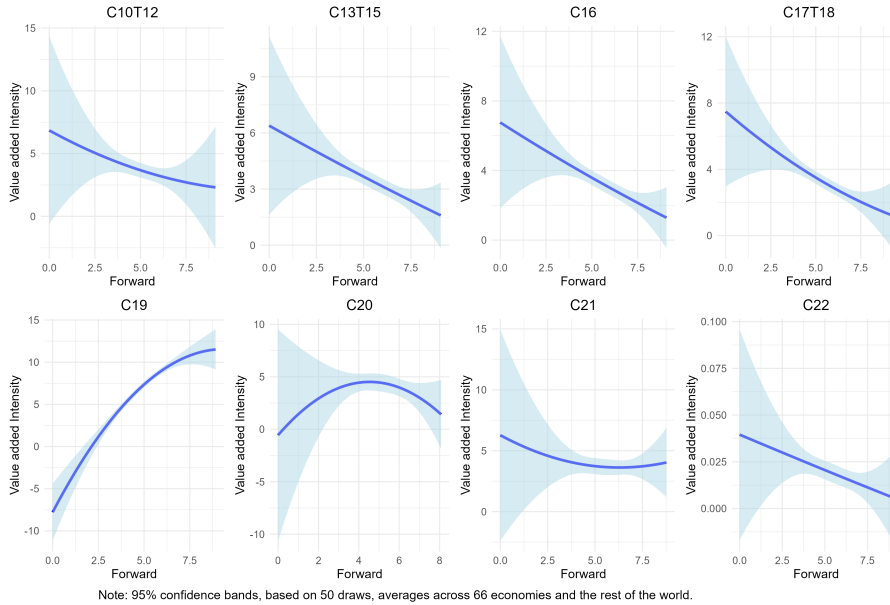 C10T12
C13T15
C16
C17T18
Value added Intensity
15
10
5
0
0.0 2.5 5.0 7.5
Forward
Value added Intensity
9
6
3
0
0.0 2.5 5.0 7.5
Forward
Value added Intensity
12
8
4
0
0.0 2.5 5.0 7.5
Forward
Value added Intensity
12
8
4
0
0.0 2.5 5.0 7.5
Forward
C19
C20
C21
C22
Value added Intensity
15
10
5
0
-5
-10
0.0 2.5 5.0 7.5
Forward
Value added Intensity
10
5
0
-5
-10
0 2 4 6 8
Forward
Value added Intensity
15
10
5
0
0.0 2.5 5.0 7.5
Forward
Value added Intensity
0.100
0.075
0.050
0.025
0.000
0.0 2.5 5.0 7.5
Forward
Note: 95% confidence bands, based on 50 draws, averages across 66 economies and the rest of the world.